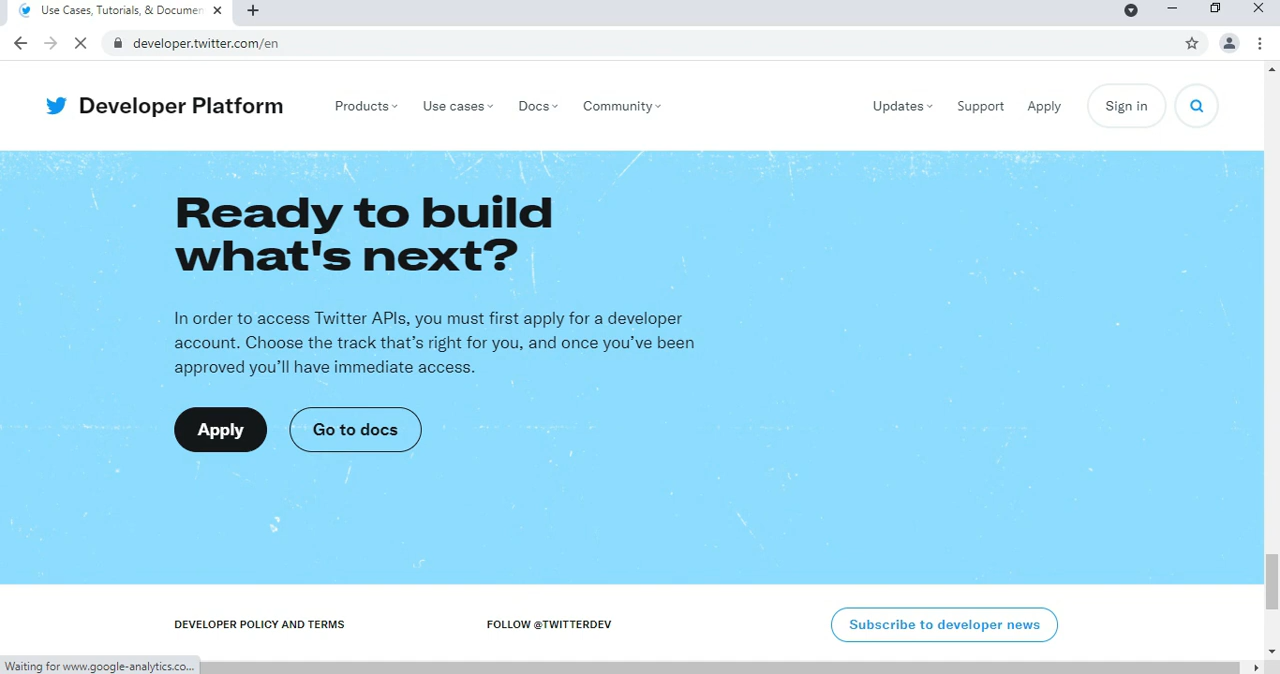 Use Cases, Tutorials, & Documen
developer.twitter.com/en
Developer Platform
Products
Use cases
Docs
Community
Updates
Support
Apply
Sign in
Ready to build
what's next?
In order to access Twitter APIs, you must first apply for a developer
account. Choose the track that's right for you, and once you've been
approved you'll have immediate access.
Apply
Go to docs
DEVELOPER POLICY AND TERMS
FOLLOW @TWITTERDEV
Subscribe to developer news
Waiting for www.google-analytics.co...